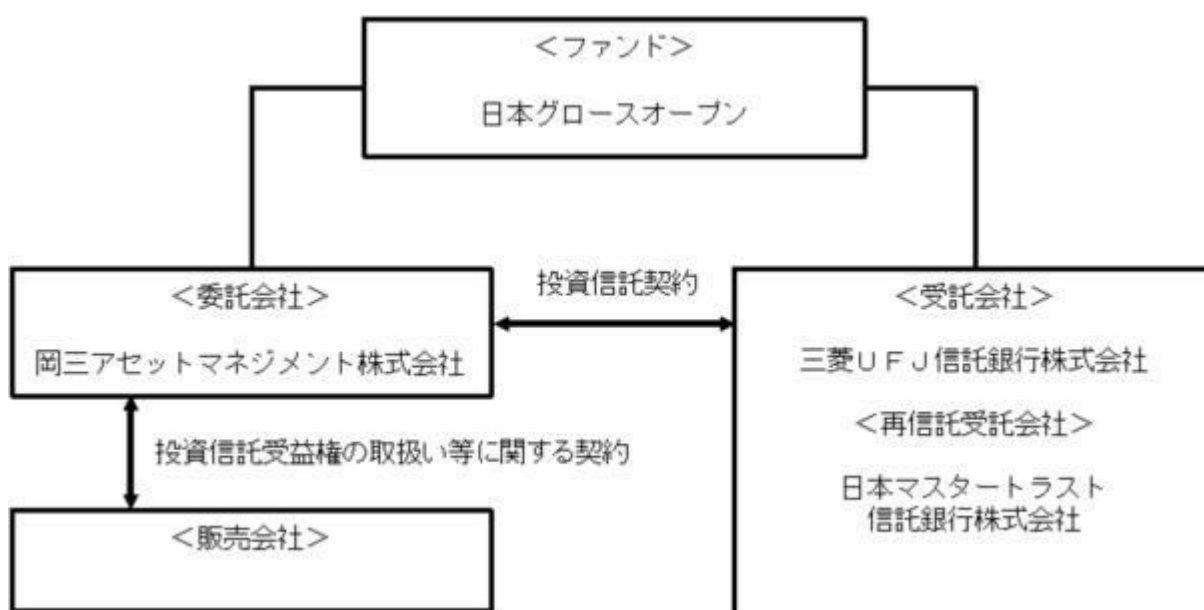 ＜ファンド＞
日本グロースオープン
＜委託会社＞
岡三アセットマネジメント株式会社
投資信託契約
＜受託会社＞
三菱ＵＦＪ信託銀行株式会社
＜再信託受託会社＞
日本マスタートラスト
信託銀行株式会社
投資信託受益権の取扱い等に関する契約
＜販売会社＞